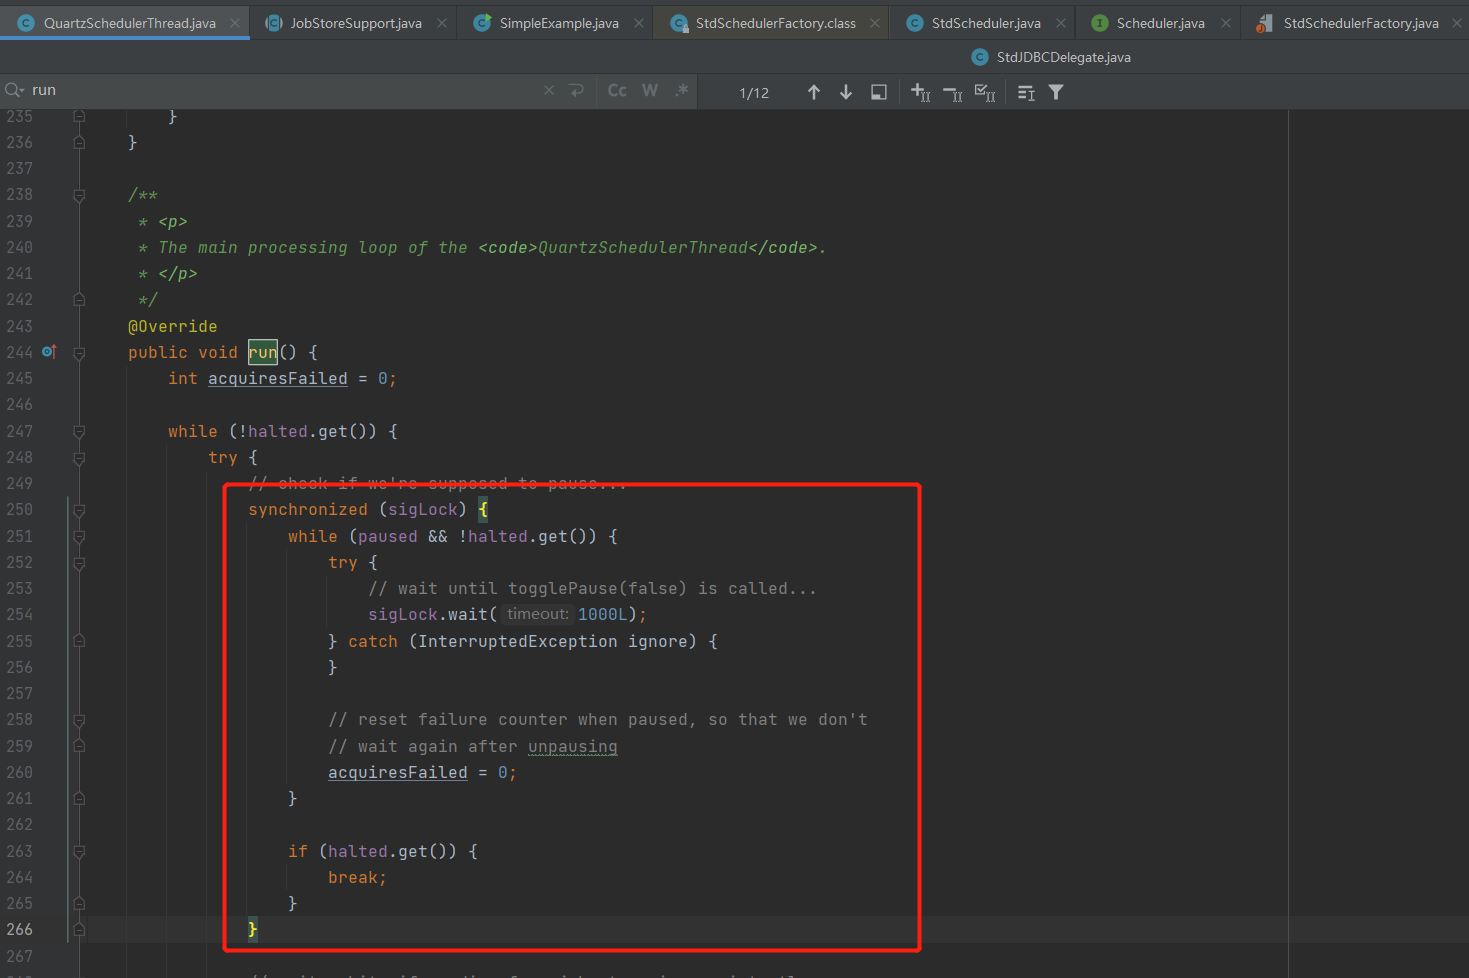 QuartzSchedulerThread.java JobStoreSupport.java SimpleExample.java StdSchedulerFactory.class StdScheduler.java Scheduler.java StdSchedulerFactory.java
StdJDBCDelegate.java
run Cc W .* 1/12
235 }
236 }
237
238 /**
239 * <p>
240 * The main processing loop of the <code>QuartzSchedulerThread</code>.
241 * </p>
242 */
243 @Override
244 public void run() {
245 int acquiresFailed = 0;
246
247 while (!halted.get()) {
248 try {
249 // check if we're supposed to pause...
250 synchronized (sigLock) {
251 while (paused && !halted.get()) {
252 try {
253 // wait until togglePause(false) is called...
254 sigLock.wait( timeout: 1000L);
255 } catch (InterruptedException ignore) {
256 }
257
258 // reset failure counter when paused, so that we don't
259 // wait again after unpausing
260 acquiresFailed = 0;
261 }
262
263 if (halted.get()) {
264 break;
265 }
266 }
267